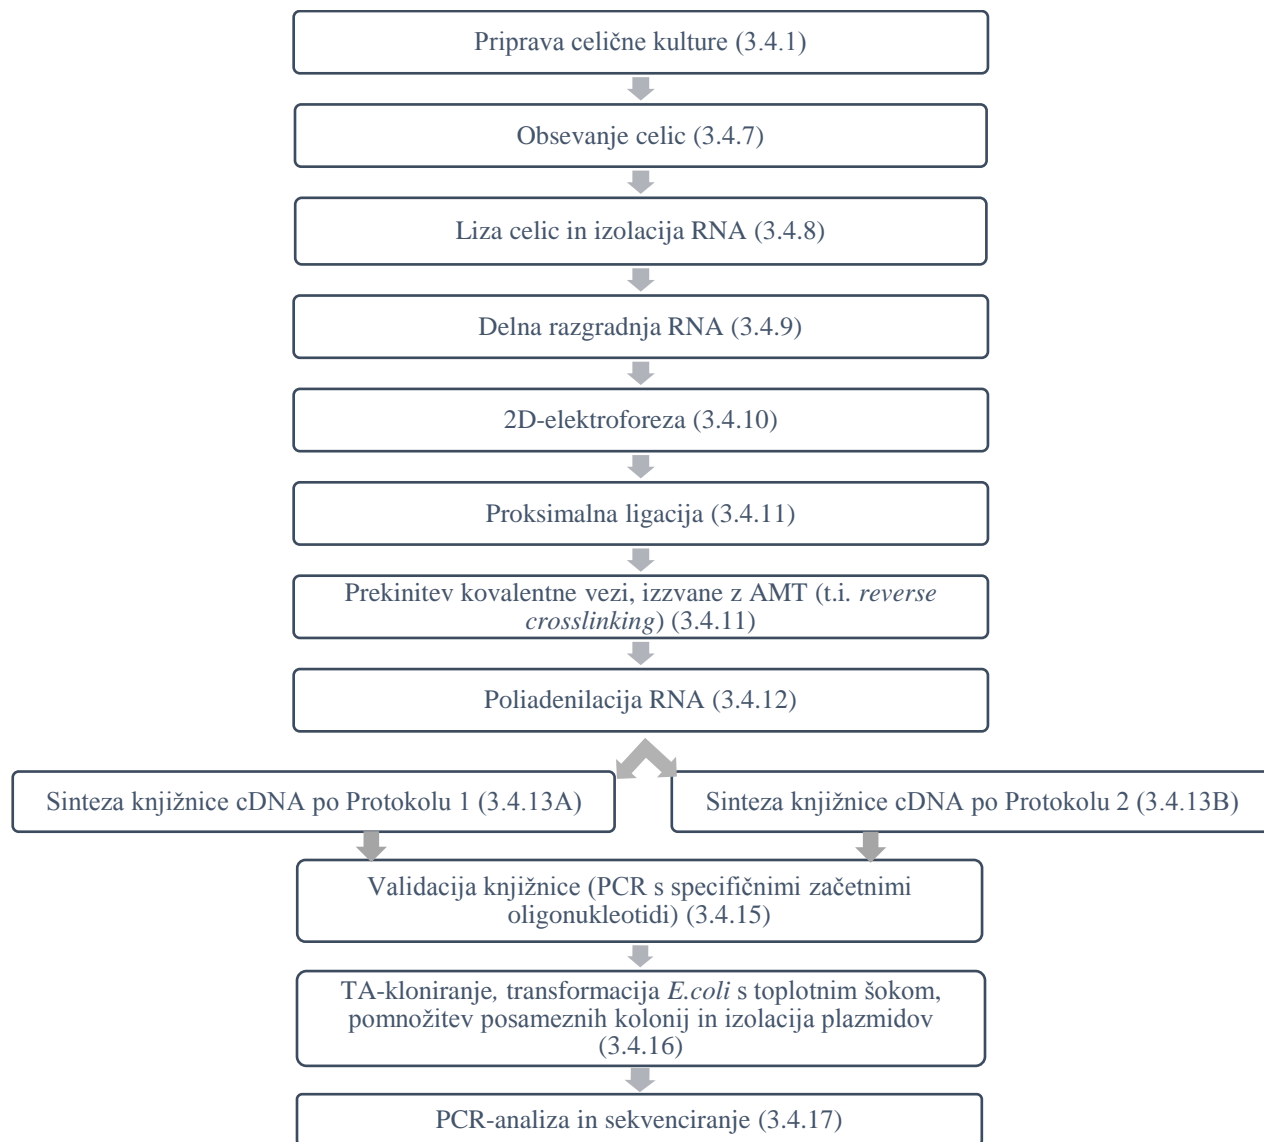 Priprava celične kulture (3.4.1)
Obsevanje celic (3.4.7)
Liza celic in izolacija RNA (3.4.8)
Delna razgradnja RNA (3.4.9)
2D-elektroforeza (3.4.10)
Proksimalna ligacija (3.4.11)
Prekinitev kovalentne vezi, izzvane z AMT (t.i. reverse
crosslinking) (3.4.11)
Poliadenilacija RNA (3.4.12)
Sinteza knjižnice cDNA po Protokolu 1 (3.4.13A)
Sinteza knjižnice cDNA po Protokolu 2 (3.4.13B)
Validacija knjižnice (PCR s specifičnimi začetnimi
oligonukleotidi) (3.4.15)
TA-kloniranje, transformacija E.coli s toplotnim šokom,
pomnožitev posameznih kolonij in izolacija plazmidov
(3.4.16)
PCR-analiza in sekvenciranje (3.4.17)